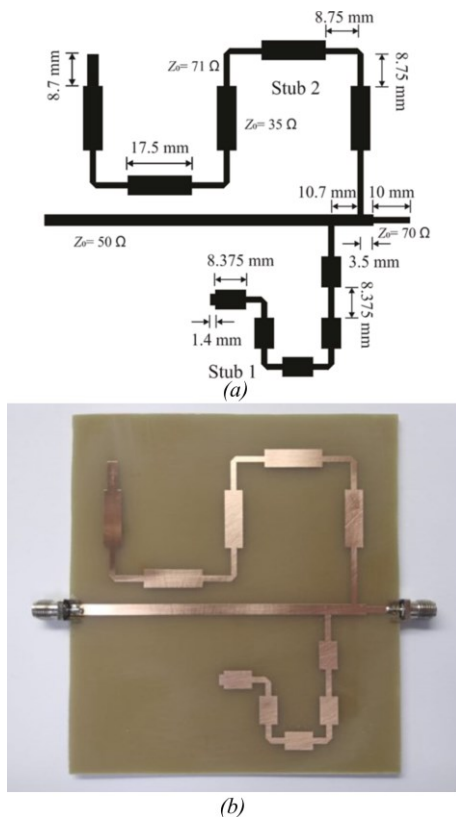 8.75 mm
8.7 mm
Zₒ= 71 Ω
Stub 2
8.75 mm
Zₒ= 35 Ω
17.5 mm
10.7 mm
10 mm
Zₒ= 50 Ω
Zₒ= 70 Ω
3.5 mm
8.375 mm
8.375 mm
1.4 mm
Stub 1
(a)
(b)